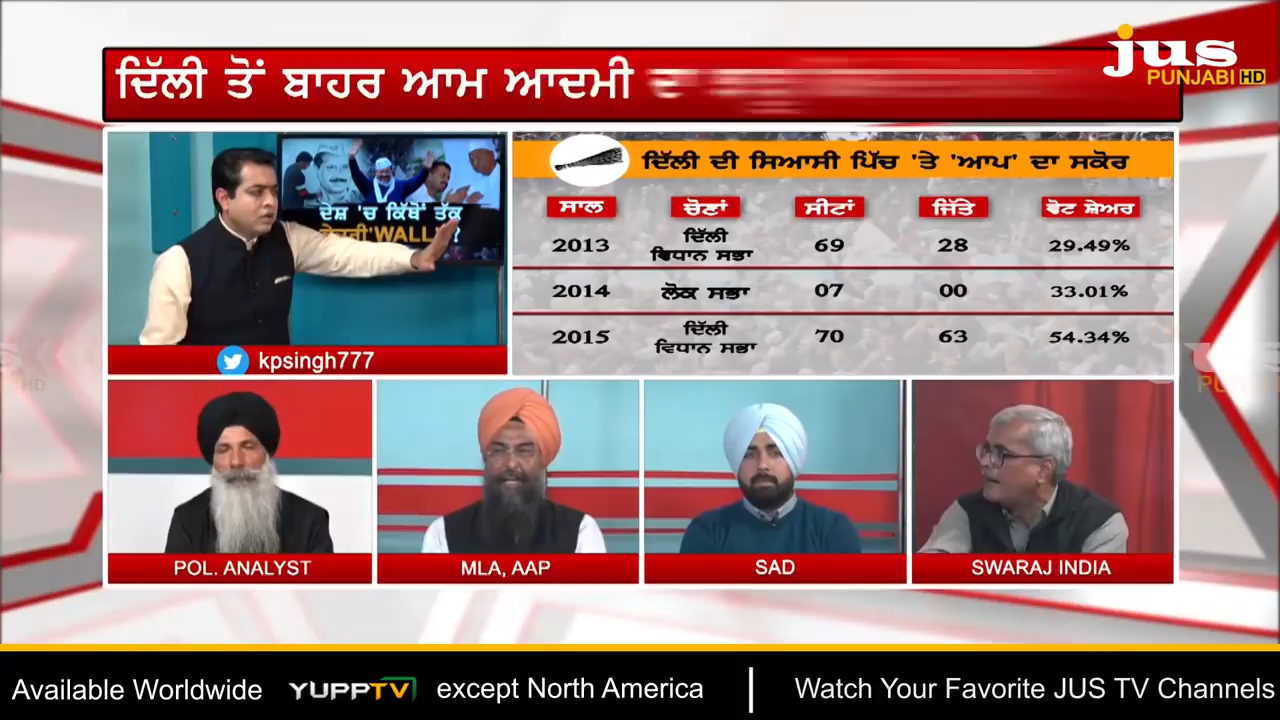 jus
PUNJABI HD
ਦਿੱਲੀ ਤੋਂ ਬਾਹਰ ਆਮ ਆਦਮੀ ਦਾ
ਦੇਸ਼ 'ਚ ਕਿੱਥੋਂ ਤੱਕ
'WALL' ?
kpsingh777
ਦਿੱਲੀ ਦੀ ਸਿਆਸੀ ਪਿੱਚ 'ਤੇ 'ਆਪ' ਦਾ ਸਕੋਰ
ਸਾਲ ਚੋਣਾਂ ਸੀਟਾਂ ਜਿੱਤੇ ਵੋਟ ਸ਼ੇਅਰ
2013 ਦਿੱਲੀ ਵਿਧਾਨ ਸਭਾ 69 28 29.49%
2014 ਲੋਕ ਸਭਾ 07 00 33.01%
2015 ਦਿੱਲੀ ਵਿਧਾਨ ਸਭਾ 70 63 54.34%
POL. ANALYST
MLA, AAP
SAD
SWARAJ INDIA
Available Worldwide YUPPTV except North America
Watch Your Favorite JUS TV Channels